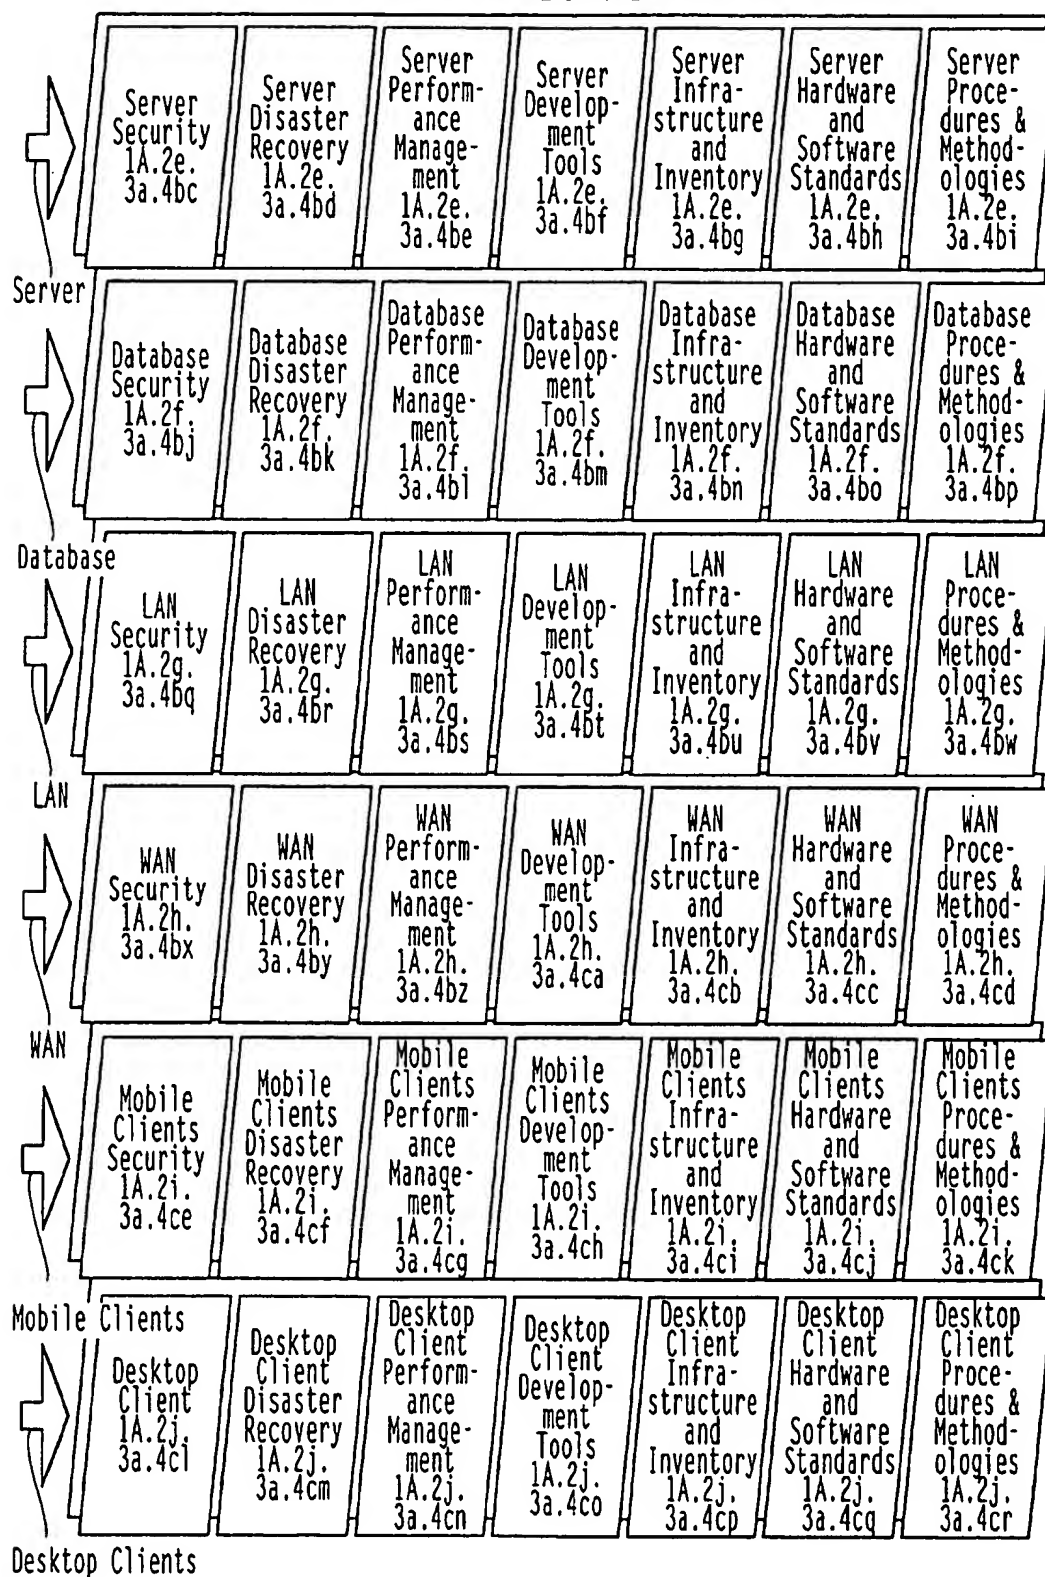 Server
Security
1A.2e.
3a.4bc
Server
Disaster
Recovery
1A.2e.
3a.4bd
Server
Perform-
ance
Manage-
ment
1A.2e.
3a.4be
Server
Develop-
ment
Tools
1A.2e.
3a.4bf
Server
Infra-
structure
and
Inventory
1A.2e.
3a.4bg
Server
Hardware
and
Software
Standards
1A.2e.
3a.4bh
Server
Proce-
dures &
Method-
ologies
1A.2e.
3a.4bi
Server
Database
Security
1A.2f.
3a.4bj
Database
Disaster
Recovery
1A.2f.
3a.4bk
Database
Perform-
ance
Manage-
ment
1A.2f.
3a.4bl
Database
Develop-
ment
Tools
1A.2f.
3a.4bm
Database
Infra-
structure
and
Inventory
1A.2f.
3a.4bn
Database
Hardware
and
Software
Standards
1A.2f.
3a.4bo
Database
Proce-
dures &
Method-
ologies
1A.2f.
3a.4bp
Database
LAN
Security
1A.2g.
3a.4bq
LAN
Disaster
Recovery
1A.2g.
3a.4br
LAN
Perform-
ance
Manage-
ment
1A.2g.
3a.4bs
LAN
Develop-
ment
Tools
1A.2g.
3a.4bt
LAN
Infra-
structure
and
Inventory
1A.2g.
3a.4bu
LAN
Hardware
and
Software
Standards
1A.2g.
3a.4bv
LAN
Proce-
dures &
Method-
ologies
1A.2g.
3a.4bw
LAN
WAN
Security
1A.2h.
3a.4bx
WAN
Disaster
Recovery
1A.2h.
3a.4by
WAN
Perform-
ance
Manage-
ment
1A.2h.
3a.4bz
WAN
Develop-
ment
Tools
1A.2h.
3a.4ca
WAN
Infra-
structure
and
Inventory
1A.2h.
3a.4cb
WAN
Hardware
and
Software
Standards
1A.2h.
3a.4cc
WAN
Proce-
dures &
Method-
ologies
1A.2h.
3a.4cd
WAN
Mobile
Clients
Security
1A.2i.
3a.4ce
Mobile
Clients
Disaster
Recovery
1A.2i.
3a.4cf
Mobile
Clients
Perform-
ance
Manage-
ment
1A.2i.
3a.4cg
Mobile
Clients
Develop-
ment
Tools
1A.2i.
3a.4ch
Mobile
Clients
Infra-
structure
and
Inventory
1A.2i.
3a.4ci
Mobile
Clients
Hardware
and
Software
Standards
1A.2i.
3a.4cj
Mobile
Clients
Proce-
dures &
Method-
ologies
1A.2i.
3a.4ck
Mobile Clients
Desktop
Client
1A.2j.
3a.4cl
Desktop
Client
Disaster
Recovery
1A.2j.
3a.4cm
Desktop
Client
Perform-
ance
Manage-
ment
1A.2j.
3a.4cn
Desktop
Client
Develop-
ment
Tools
1A.2j.
3a.4co
Desktop
Client
Infra-
structure
and
Inventory
1A.2j.
3a.4cp
Desktop
Client
Hardware
and
Software
Standards
1A.2j.
3a.4cq
Desktop
Client
Proce-
dures &
Method-
ologies
1A.2j.
3a.4cr
Desktop Clients